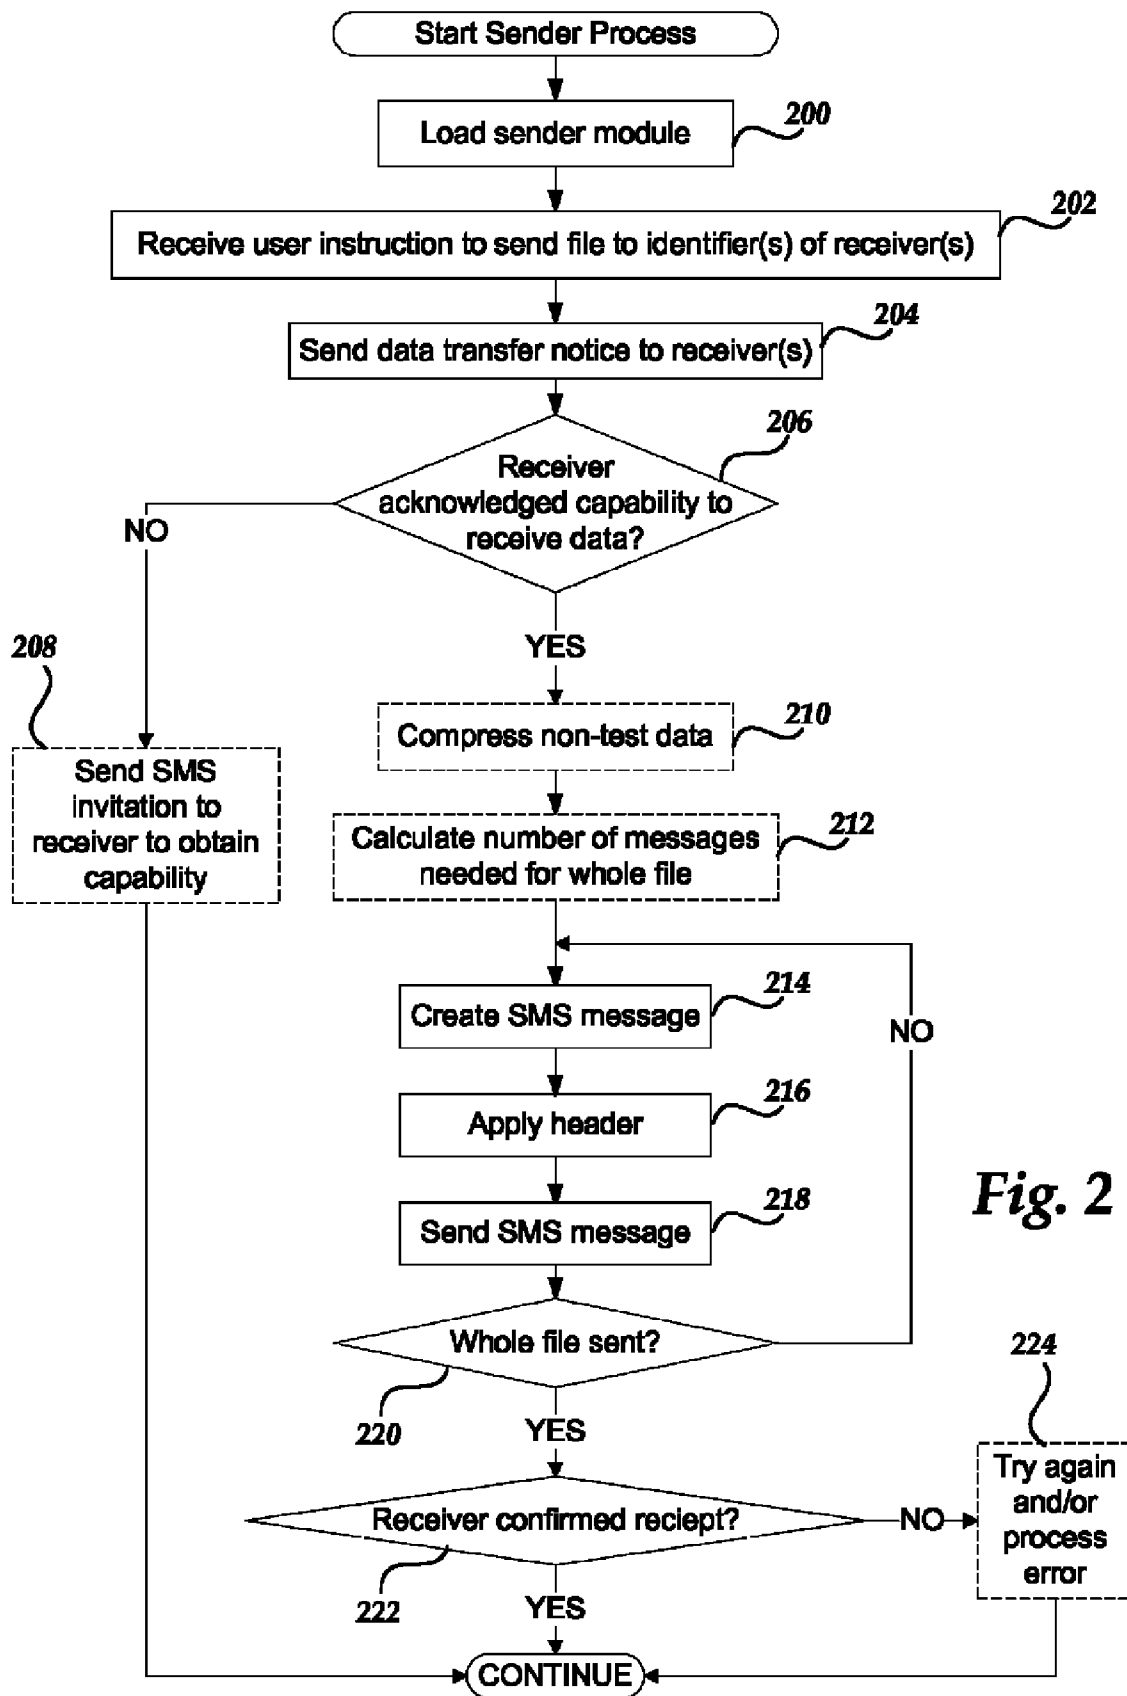 Start Sender Process
200
Load sender module
202
Receive user instruction to send file to identifier(s) of receiver(s)
204
Send data transfer notice to receiver(s)
206
Receiver
acknowledged capability to
receive data?
NO
YES
208
Send SMS
invitation to
receiver to obtain
capability
210
Compress non-test data
212
Calculate number of messages
needed for whole file
214
Create SMS message
NO
216
Apply header
218
Send SMS message
Fig. 2
Whole file sent?
220
YES
224
Try again
and/or
process
error
Receiver confirmed reciept?
NO
222
YES
CONTINUE